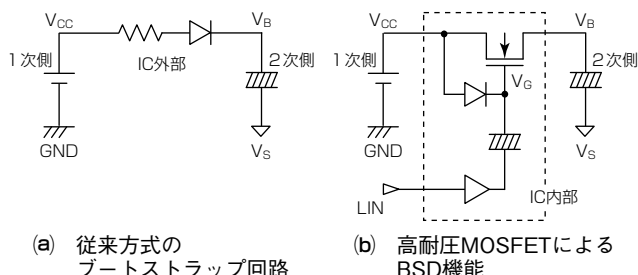 VCC
VB
1次側
IC外部
2次側
GND
VS
(a) 従来方式の
ブートストラップ回路
VCC
VB
1次側
VG
2次側
GND
VS
LIN
IC内部
(b) 高耐圧MOSFETによる
BSD機能